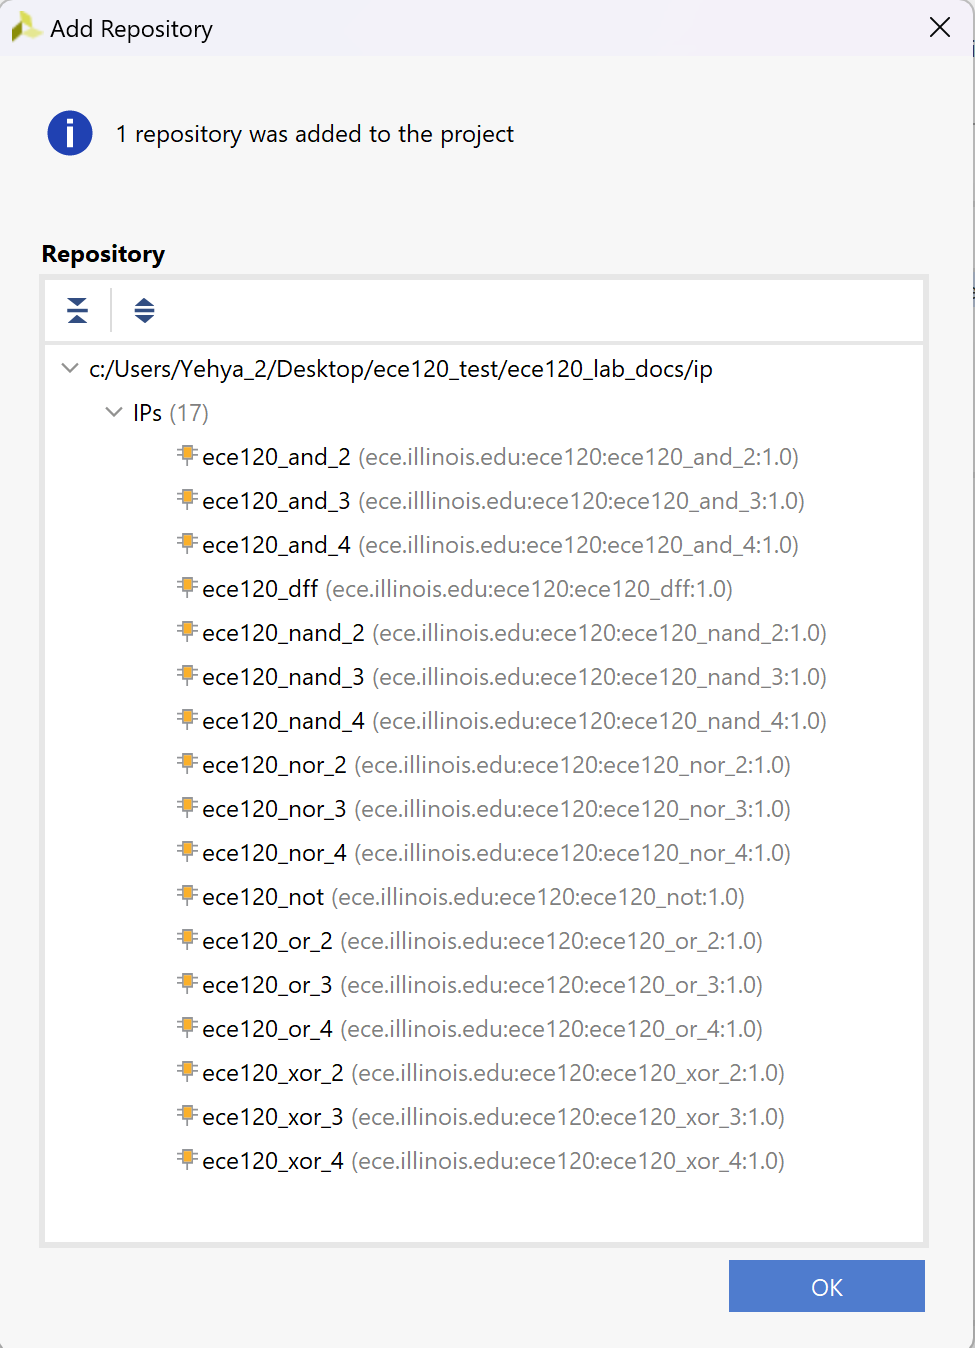 Add Repository
1 repository was added to the project
Repository
c:/Users/Yehya_2/Desktop/ece120_test/ece120_lab_docs/ip
IPs (17)
ece120_and_2 (ece.illinois.edu:ece120:ece120_and_2:1.0)
ece120_and_3 (ece.illlinois.edu:ece120:ece120_and_3:1.0)
ece120_and_4 (ece.illinois.edu:ece120:ece120_and_4:1.0)
ece120_dff (ece.illinois.edu:ece120:ece120_dff:1.0)
ece120_nand_2 (ece.illinois.edu:ece120:ece120_nand_2:1.0)
ece120_nand_3 (ece.illinois.edu:ece120:ece120_nand_3:1.0)
ece120_nand_4 (ece.illinois.edu:ece120:ece120_nand_4:1.0)
ece120_nor_2 (ece.illinois.edu:ece120:ece120_nor_2:1.0)
ece120_nor_3 (ece.illinois.edu:ece120:ece120_nor_3:1.0)
ece120_nor_4 (ece.illinois.edu:ece120:ece120_nor_4:1.0)
ece120_not (ece.illinois.edu:ece120:ece120_not:1.0)
ece120_or_2 (ece.illinois.edu:ece120:ece120_or_2:1.0)
ece120_or_3 (ece.illinois.edu:ece120:ece120_or_3:1.0)
ece120_or_4 (ece.illinois.edu:ece120:ece120_or_4:1.0)
ece120_xor_2 (ece.illinois.edu:ece120:ece120_xor_2:1.0)
ece120_xor_3 (ece.illinois.edu:ece120:ece120_xor_3:1.0)
ece120_xor_4 (ece.illinois.edu:ece120:ece120_xor_4:1.0)
OK